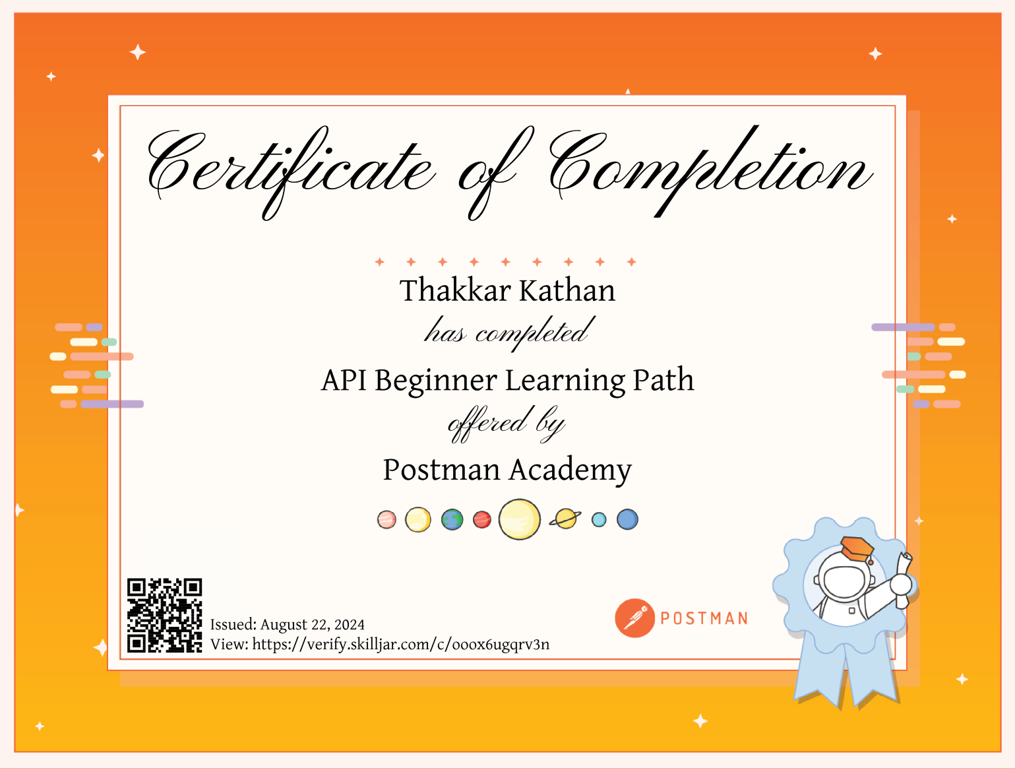 Certificate of Completion
Thakkar Kathan
has completed
API Beginner Learning Path
offered by
Postman Academy
Issued: August 22, 2024
View: https://verify.skilljar.com/c/ooox6ugqrv3n
POSTMAN